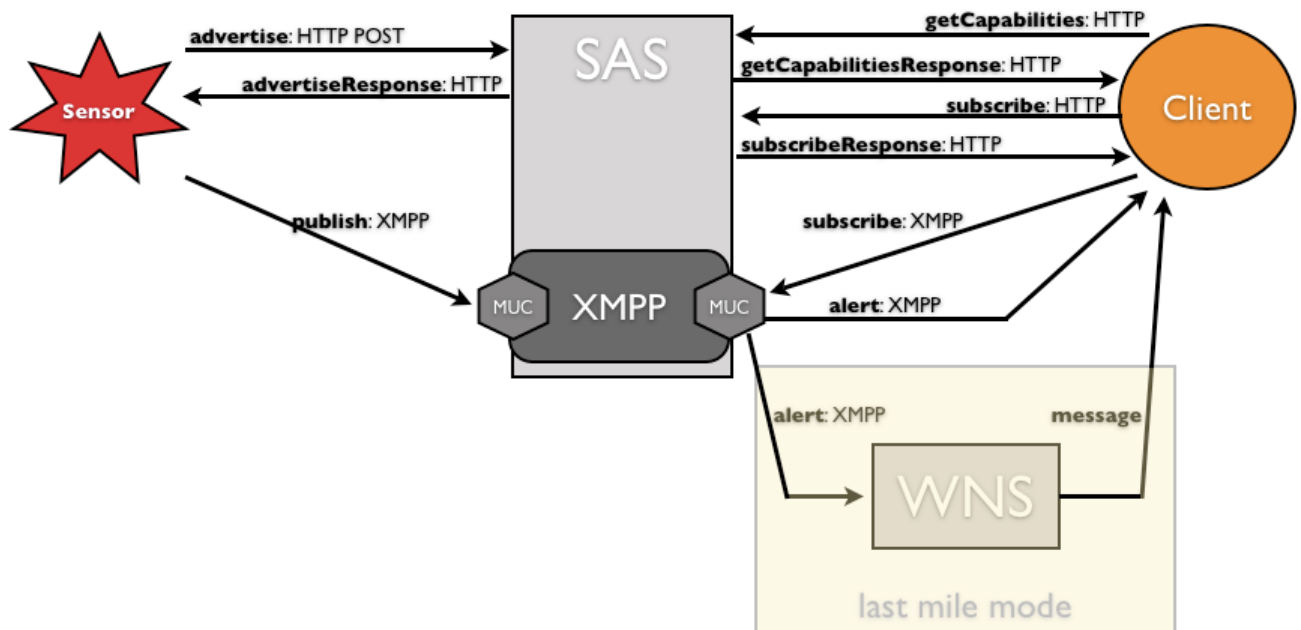 getCapabilities: HTTP
advertise: HTTP POST
SAS
getCapabilitiesResponse: HTTP
advertiseResponse: HTTP
subscribe: HTTP
Sensor
Client
subscribeResponse: HTTP
publish: XMPP
subscribe: XMPP
MUC
XMPP
MUC
alert: XMPP
alert: XMPP
message
WNS
last mile mode